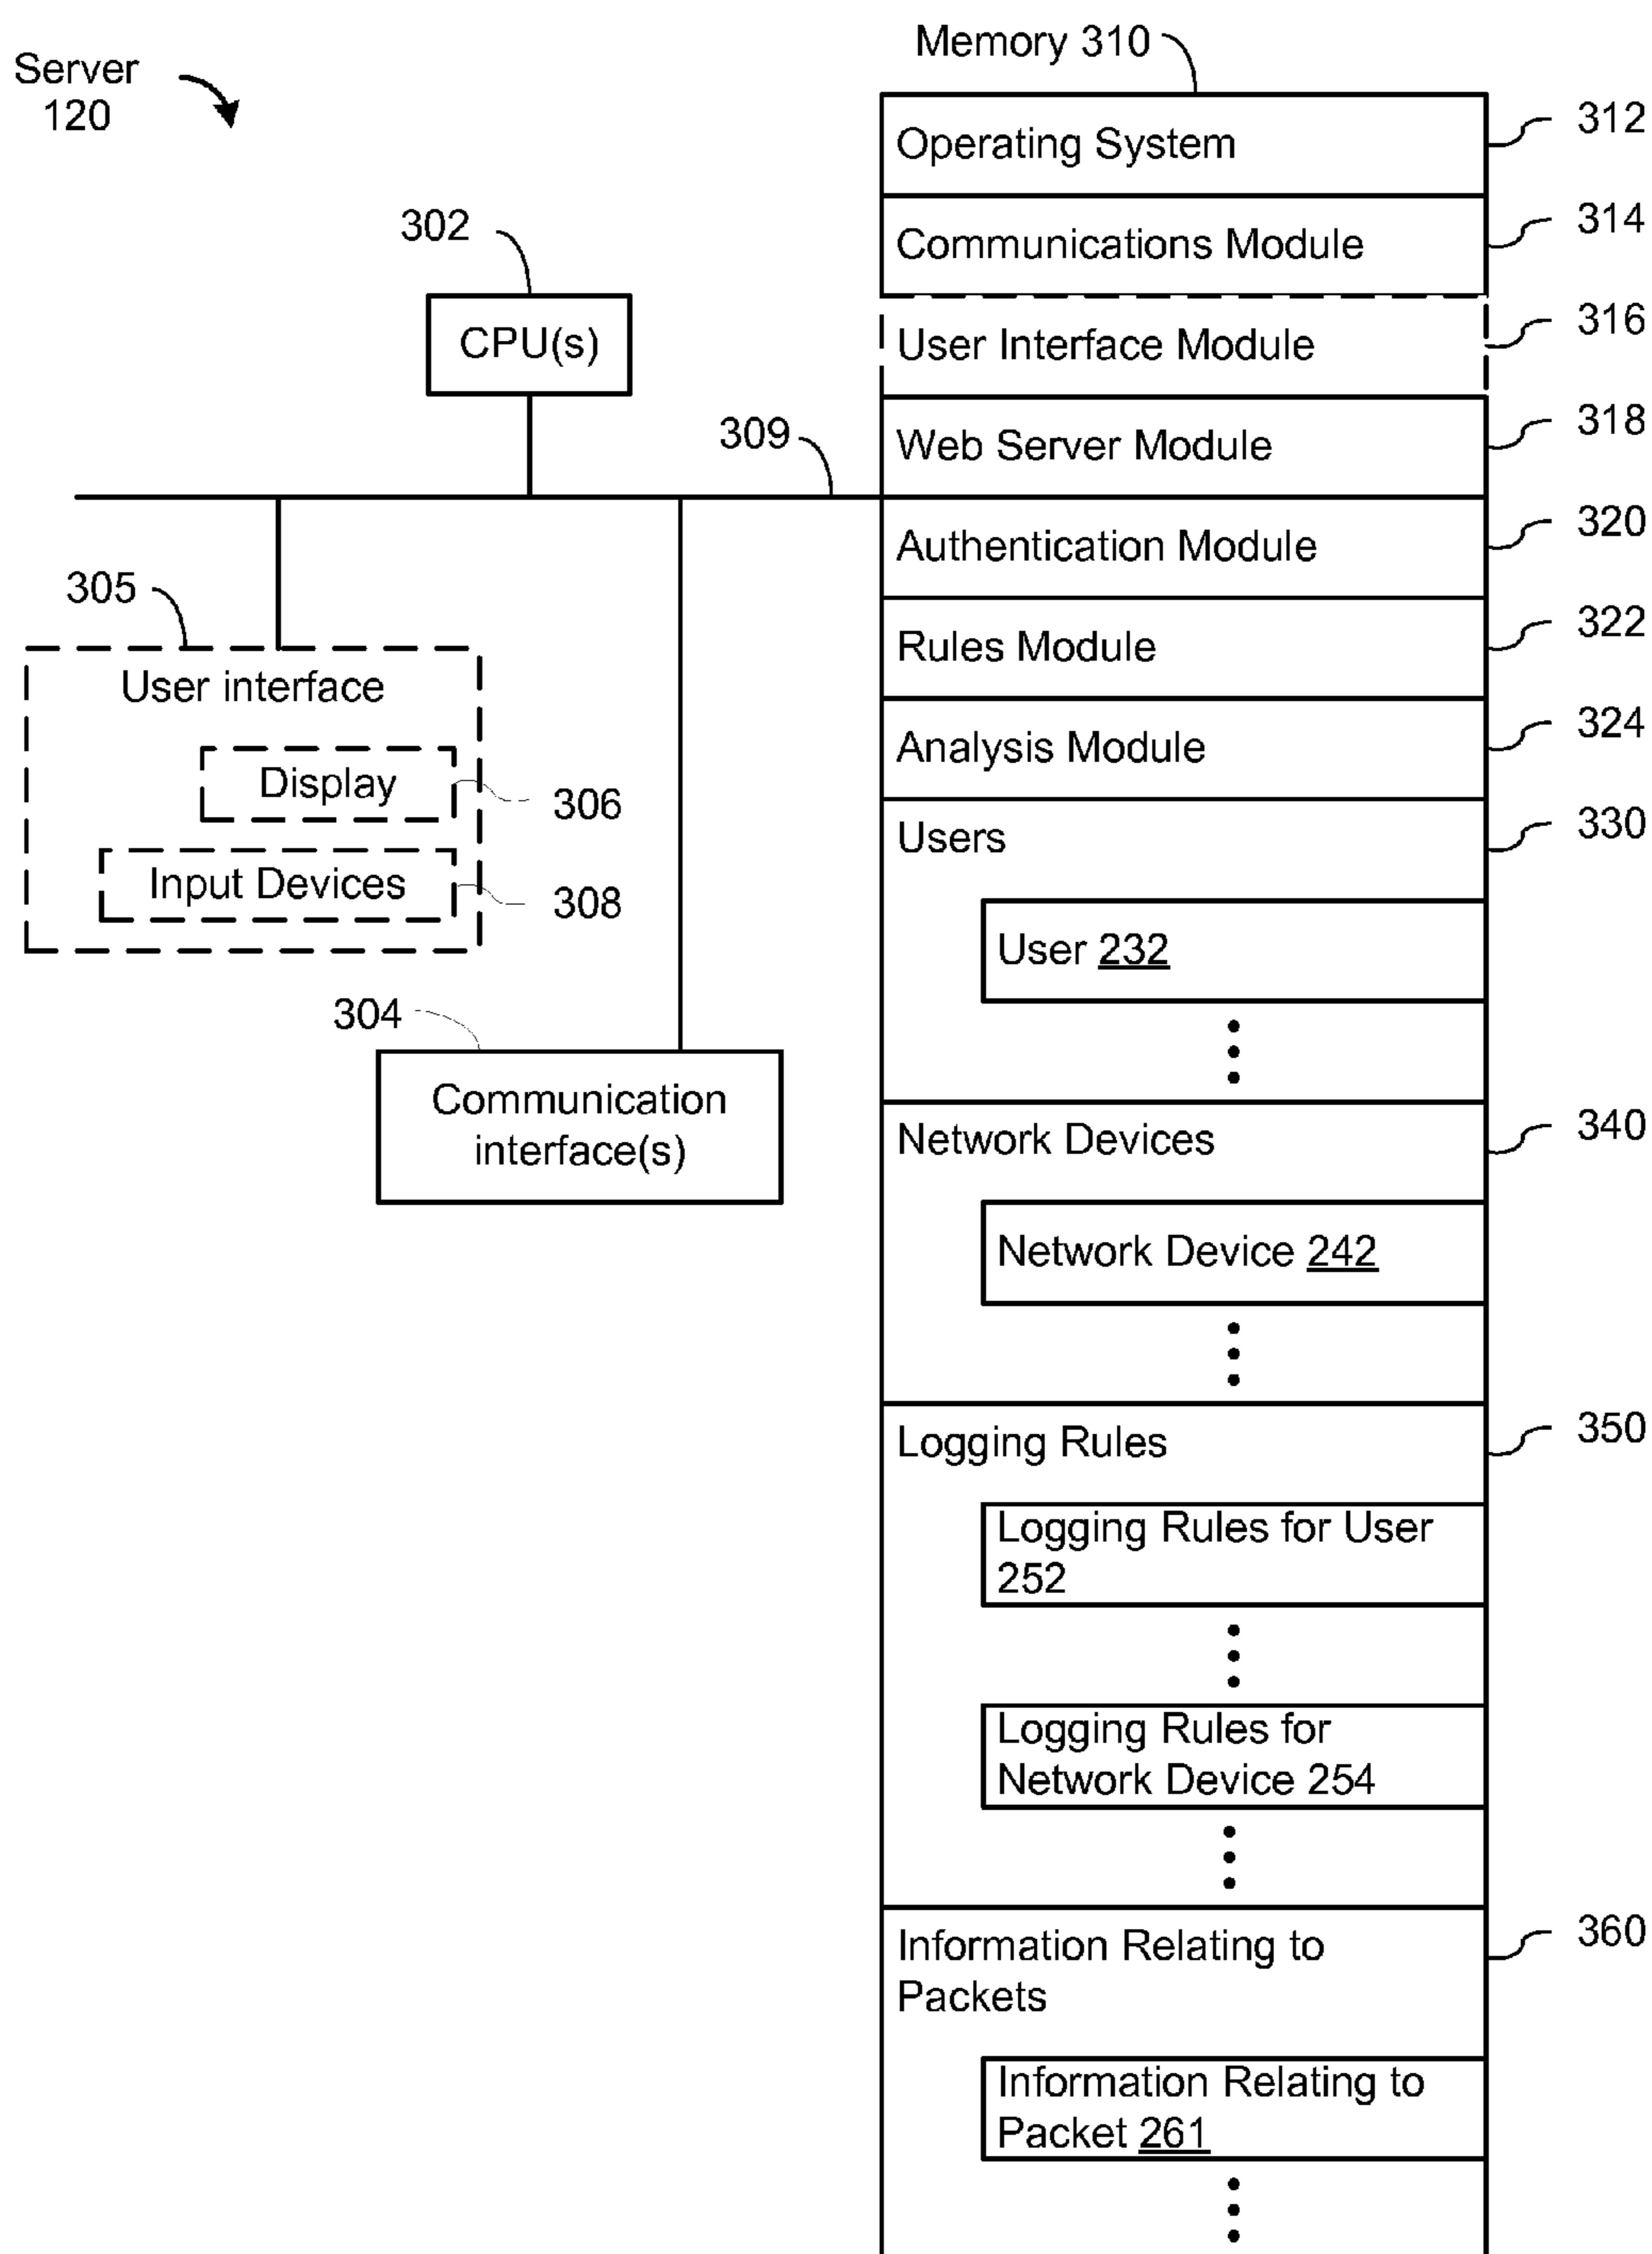 Server
120
Memory 310
Operating System
312
Communications Module
314
User Interface Module
316
Web Server Module
318
Authentication Module
320
Rules Module
322
Analysis Module
324
Users
330
User 232
Network Devices
340
Network Device 242
Logging Rules
350
Logging Rules for User
252
Logging Rules for
Network Device 254
Information Relating to
Packets
360
Information Relating to
Packet 261
302
CPU(s)
309
305
User interface
Display
306
Input Devices
308
304
Communication
interface(s)